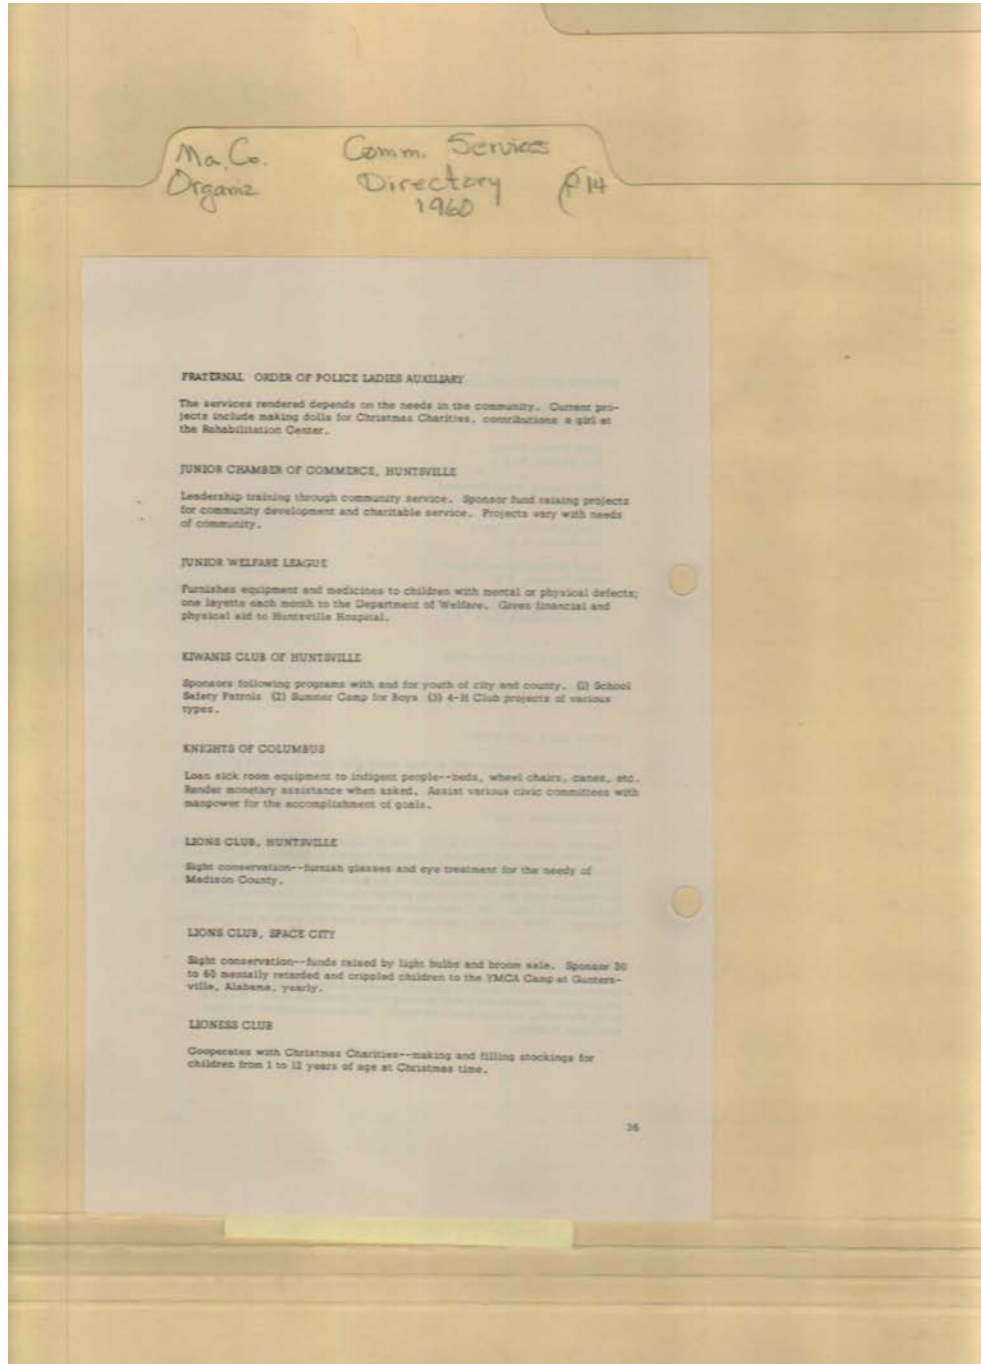 Ma. Co. Comm. Services
Organiz Directory P 14
1960
FRATERNAL ORDER OF POLICE LADIES AUXILIARY
The services rendered depends on the needs in the community. Current pro-
jects include making dolls for Christmas Charities, contributions a girl at
the Rehabilitation Center.
JUNIOR CHAMBER OF COMMERCE, HUNTSVILLE
Leadership training through community service. Sponsor fund raising projects
for community development and charitable service. Projects vary with needs
of community.
JUNIOR WELFARE LEAGUE
Furnishes equipment and medicines to children with mental or physical defects;
one layette each month to the Department of Welfare. Gives financial and
physical aid to Huntsville Hospital.
KIWANIS CLUB OF HUNTSVILLE
Sponsors following programs with and for youth of city and county. (1) School
Safety Patrols (2) Summer Camp for Boys (3) 4-H Club projects of various
types.
KNIGHTS OF COLUMBUS
Loan sick room equipment to indigent people--beds, wheel chairs, canes, etc.
Render monetary assistance when asked. Assist various civic committees with
manpower for the accomplishment of goals.
LIONS CLUB, HUNTSVILLE
Sight conservation--furnish glasses and eye treatment for the needy of
Madison County.
LIONS CLUB, SPACE CITY
Sight conservation--funds raised by light bulbs and broom sale. Sponsor 50
to 60 mentally retarded and crippled children to the YMCA Camp at Gunters-
ville, Alabama, yearly.
LIONESS CLUB
Cooperates with Christmas Charities--making and filling stockings for
children from 1 to 12 years of age at Christmas time.
36